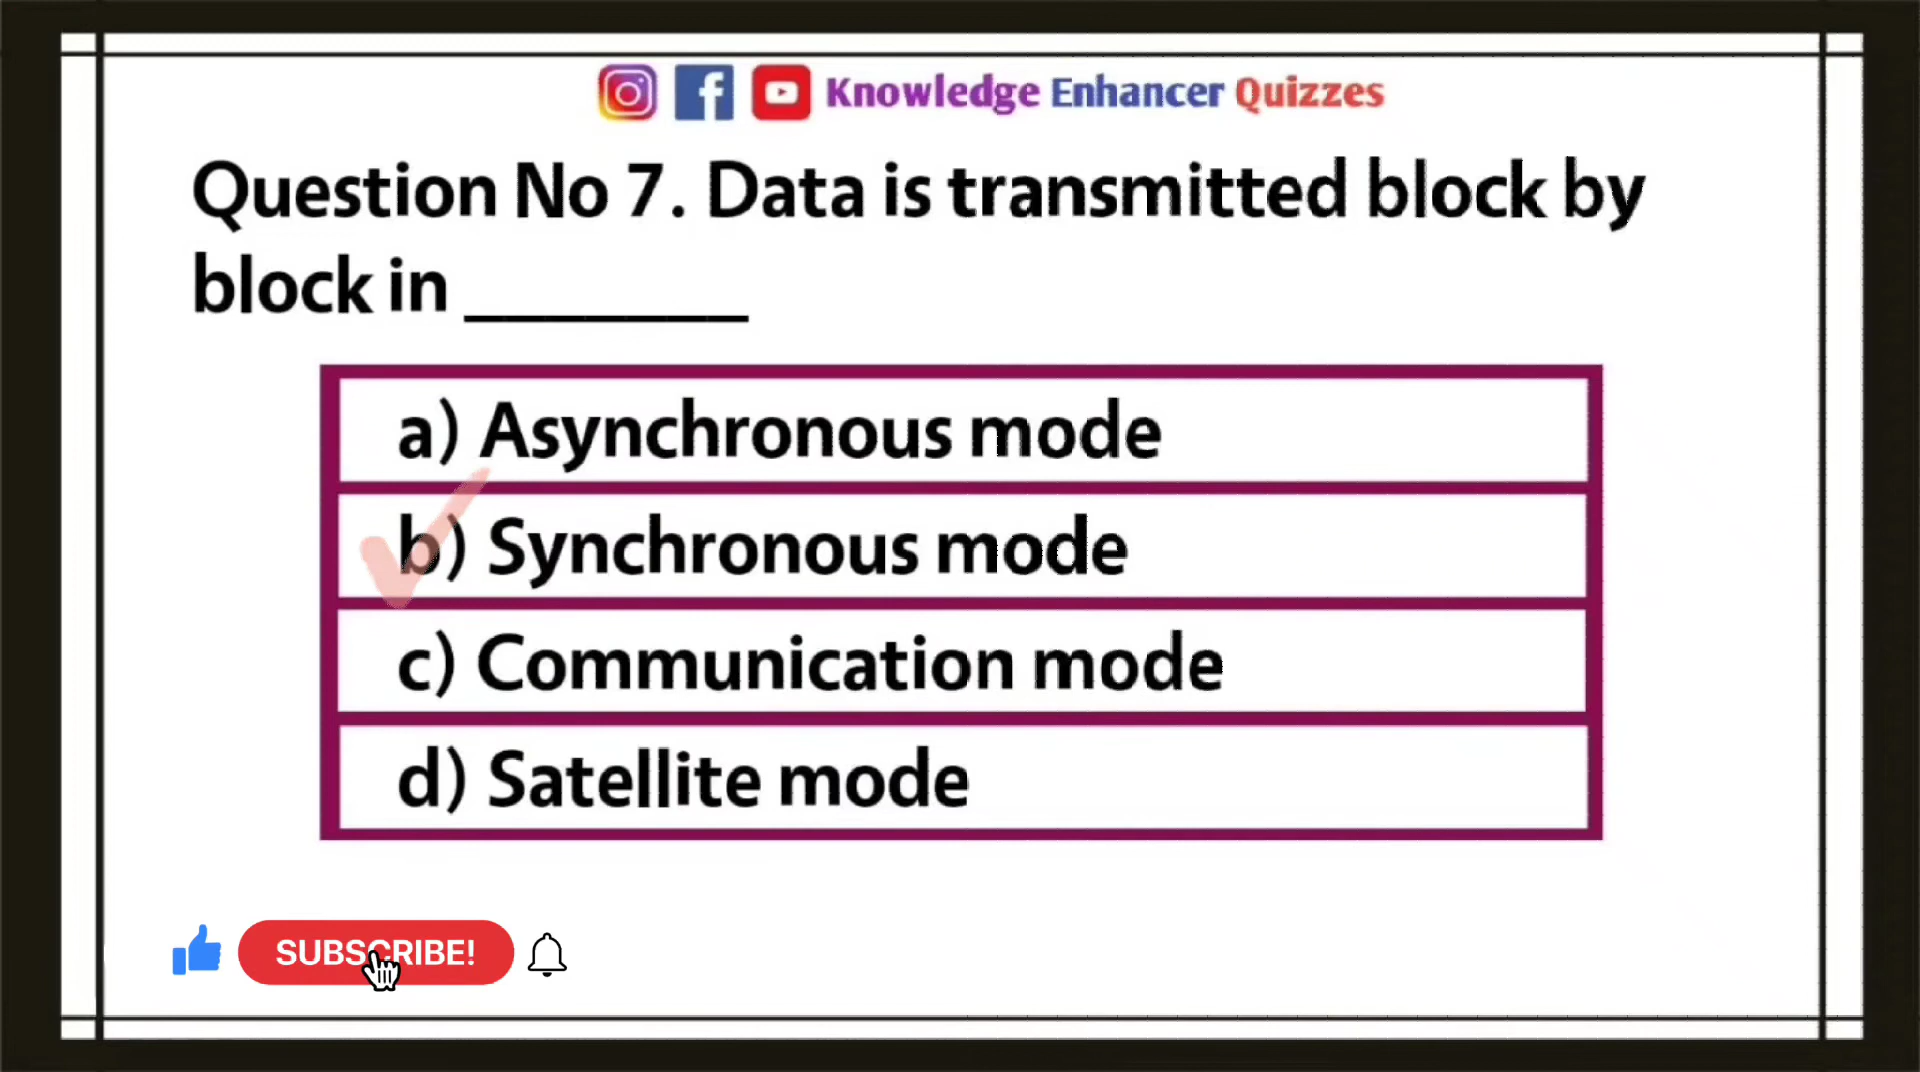 Knowledge Enhancer Quizzes
Question No 7. Data is transmitted block by
block in ________
a) Asynchronous mode
b) Synchronous mode
c) Communication mode
d) Satellite mode
SUBSCRIBE!